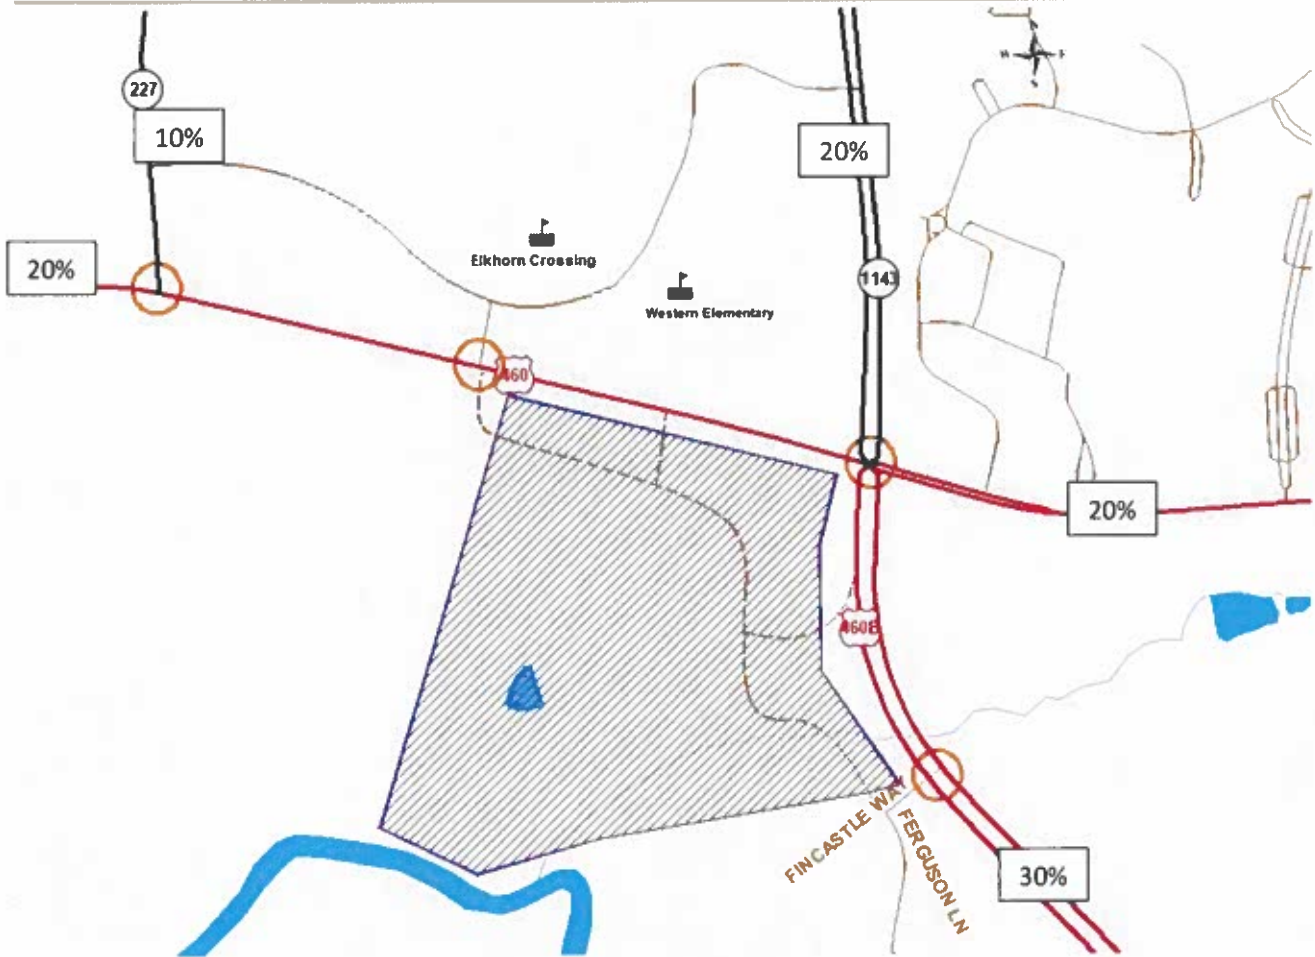 227
10%
20%
20%
Elkhorn Crossing
Western Elementary
1143
460
20%
460B
FINCASTLE WAY
FERGUSON LN
30%